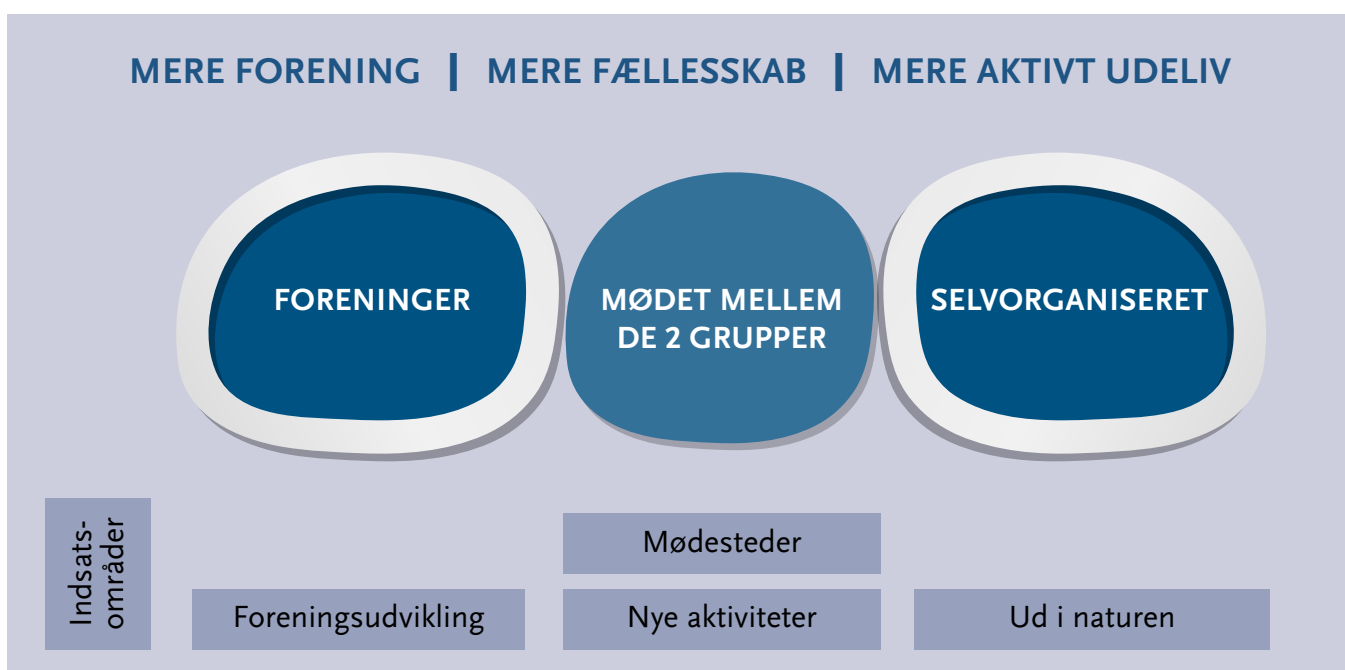 MERE FORENING | MERE FÆLLESSKAB | MERE AKTIVT UDELIV
FORENINGER
MØDET MELLEM
DE 2 GRUPPER
SELVORGANISERET
Indsats-
områder
Mødesteder
Foreningsudvikling
Nye aktiviteter
Ud i naturen